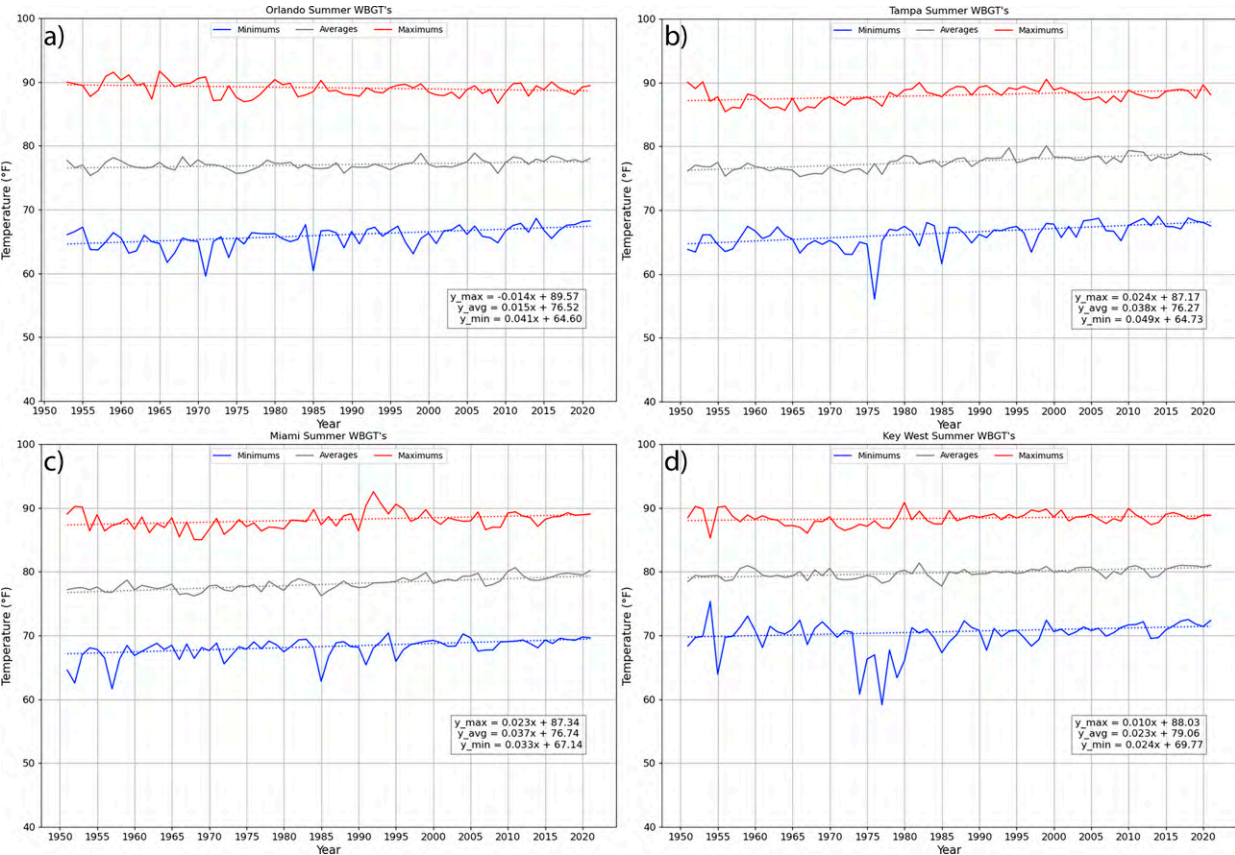 a)
Orlando Summer WBGT's
Minimums Averages Maximums
Temperature (°F)
100
90
80
70
60
50
40
y_max = -0.014x + 89.57
y_avg = 0.015x + 76.52
y_min = 0.041x + 64.60
1950 1955 1960 1965 1970 1975 1980 1985 1990 1995 2000 2005 2010 2015 2020
Year
b)
Tampa Summer WBGT's
Minimums Averages Maximums
Temperature (°F)
100
90
80
70
60
50
40
y_max = 0.024x + 87.17
y_avg = 0.038x + 76.27
y_min = 0.049x + 64.73
1950 1955 1960 1965 1970 1975 1980 1985 1990 1995 2000 2005 2010 2015 2020
Year
c)
Miami Summer WBGT's
Minimums Averages Maximums
Temperature (°F)
100
90
80
70
60
50
40
y_max = 0.023x + 87.34
y_avg = 0.037x + 76.74
y_min = 0.033x + 67.14
1950 1955 1960 1965 1970 1975 1980 1985 1990 1995 2000 2005 2010 2015 2020
Year
d)
Key West Summer WBGT's
Minimums Averages Maximums
Temperature (°F)
100
90
80
70
60
50
40
y_max = 0.010x + 88.03
y_avg = 0.023x + 79.06
y_min = 0.024x + 69.77
1950 1955 1960 1965 1970 1975 1980 1985 1990 1995 2000 2005 2010 2015 2020
Year